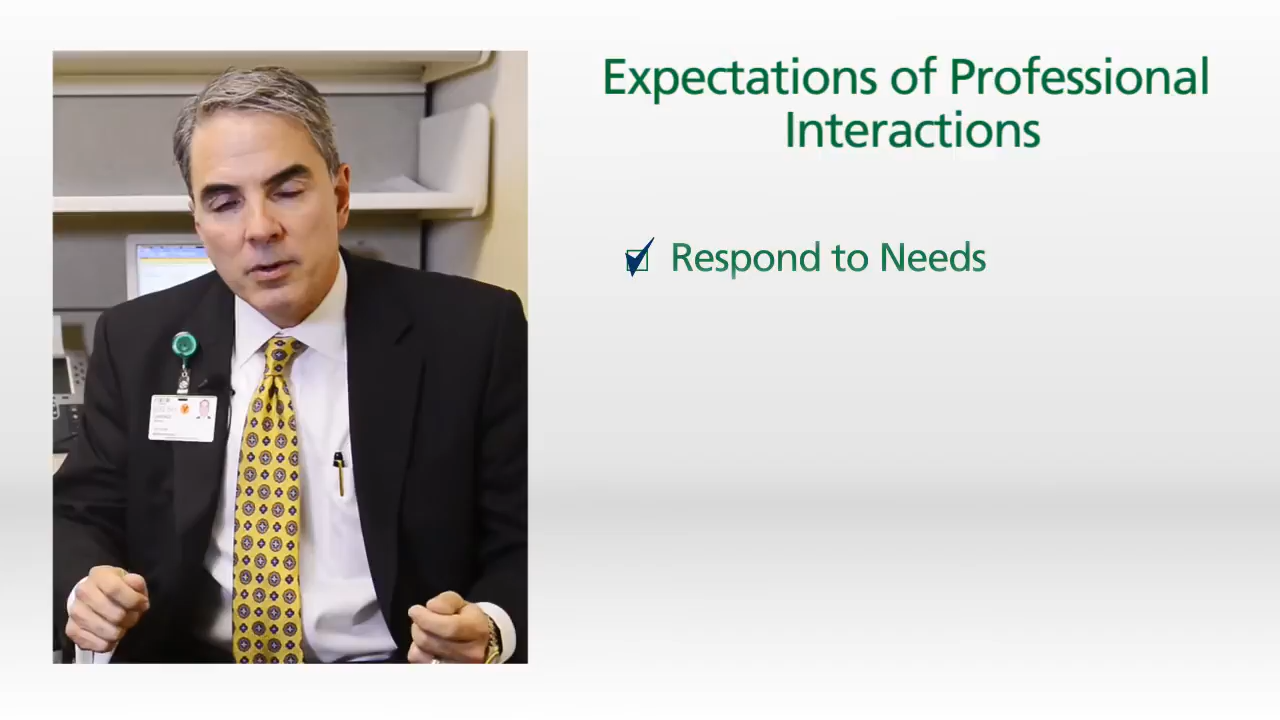 Expectations of Professional
Interactions
Respond to Needs